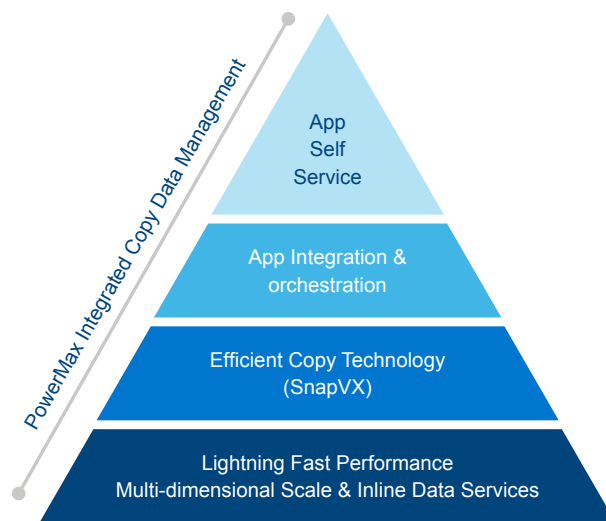 PowerMax Integrated Copy Data Management
App
Self
Service
App Integration &
orchestration
Efficient Copy Technology
(SnapVX)
Lightning Fast Performance
Multi-dimensional Scale & Inline Data Services